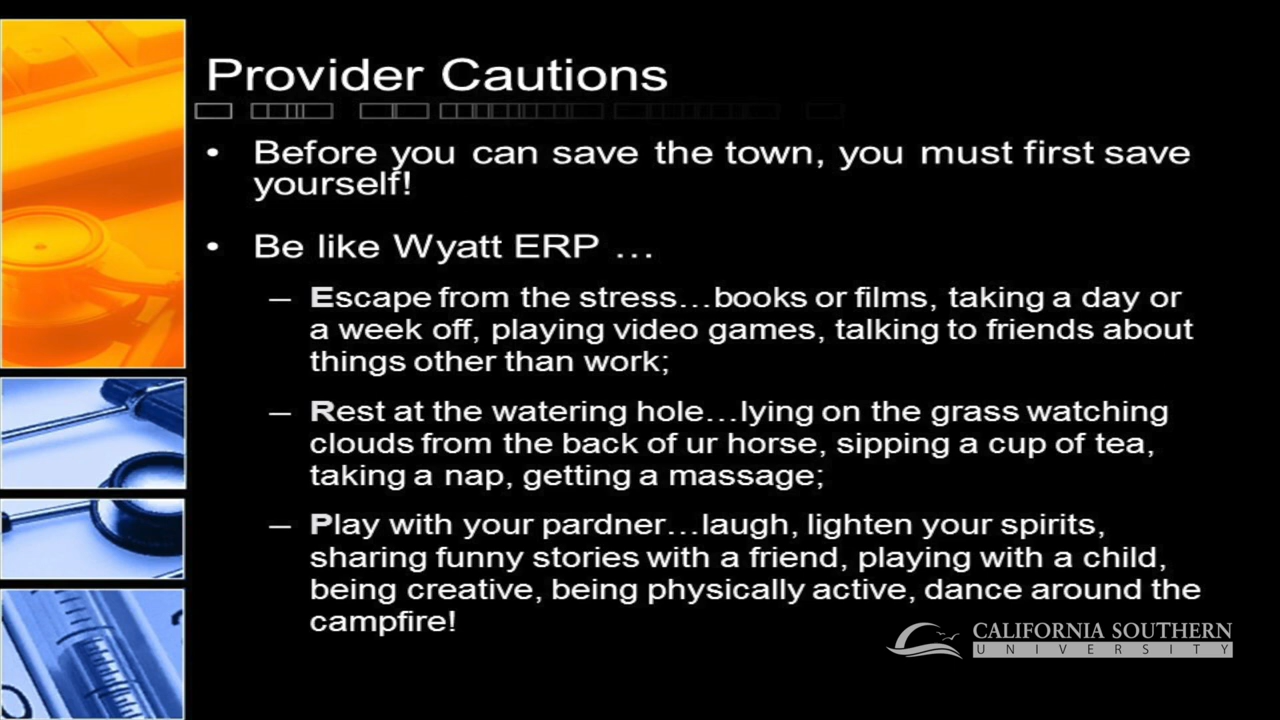 Provider Cautions
• Before you can save the town, you must first save
yourself!
• Be like Wyatt ERP …
– Escape from the stress…books or films, taking a day or
a week off, playing video games, talking to friends about
things other than work;
– Rest at the watering hole…lying on the grass watching
clouds from the back of ur horse, sipping a cup of tea,
taking a nap, getting a massage;
– Play with your pardner…laugh, lighten your spirits,
sharing funny stories with a friend, playing with a child,
being creative, being physically active, dance around the
campfire!
CALIFORNIA SOUTHERN
UNIVERSITY